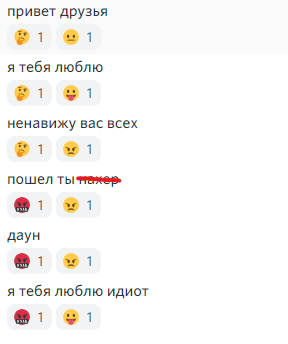 привет друзья
🤔 1 😐 1
я тебя люблю
🤔 1 😛 1
ненавижу вас всех
🤔 1 😠 1
пошел ты
🤬 1 😠 1
даун
🤬 1 😠 1
я тебя люблю идиот
🤬 1 😛 1